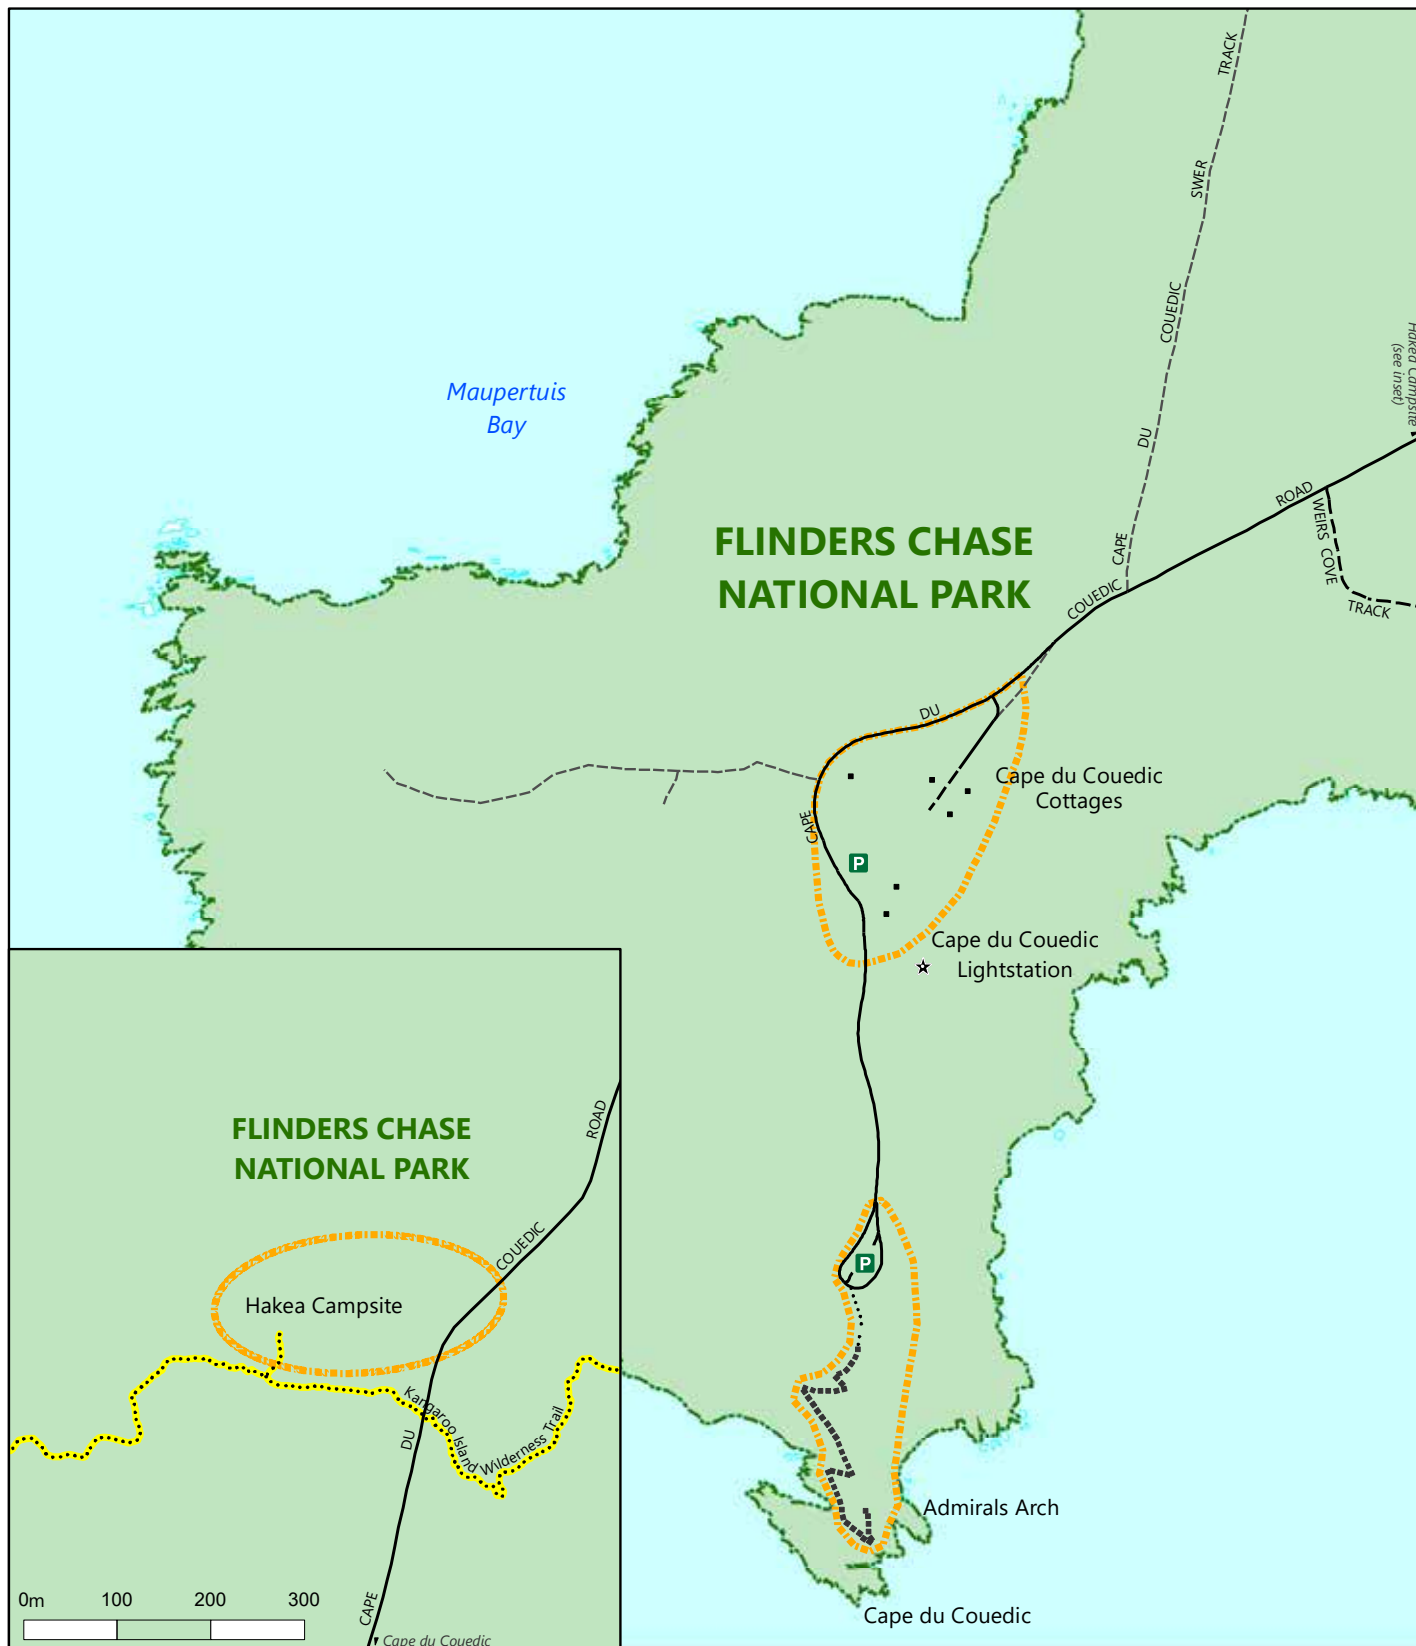 TRACK
SWER
COUEDIC
DU
CAPE
Hakea Campsite
(see inset)
Maupertuis
Bay
ROAD
WEIRS COVE
TRACK
FLINDERS CHASE
NATIONAL PARK
COUEDIC
DU
CAPE
Cape du Couedic
Cottages
P
Cape du Couedic
Lightstation
P
Admirals Arch
Cape du Couedic
FLINDERS CHASE
NATIONAL PARK
ROAD
COUEDIC
Hakea Campsite
Kangaroo Island Wilderness Trail
DU
CAPE
0m 100 200 300
Cape du Couedic